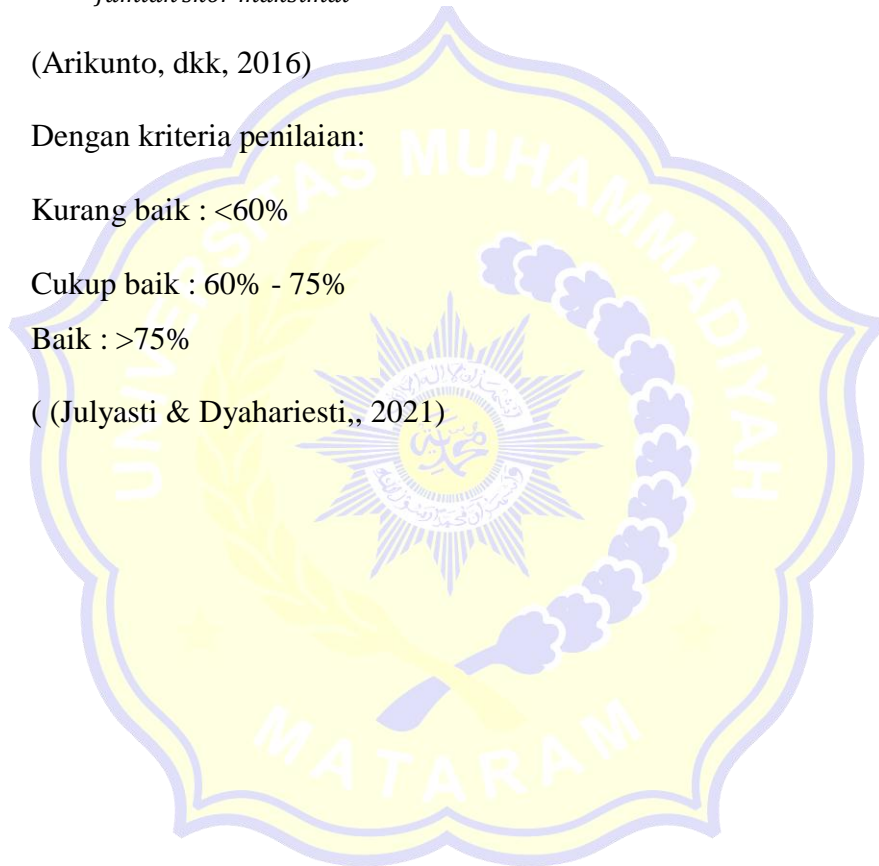 jumlah skor maksimal
(Arikunto, dkk, 2016)
Dengan kriteria penilaian:
Kurang baik : <60%
Cukup baik : 60% - 75%
Baik : >75%
( (Julyasti & Dyahariesti,, 2021)
UNIVERSITAS MUHAMMADIYAH
MATARAM